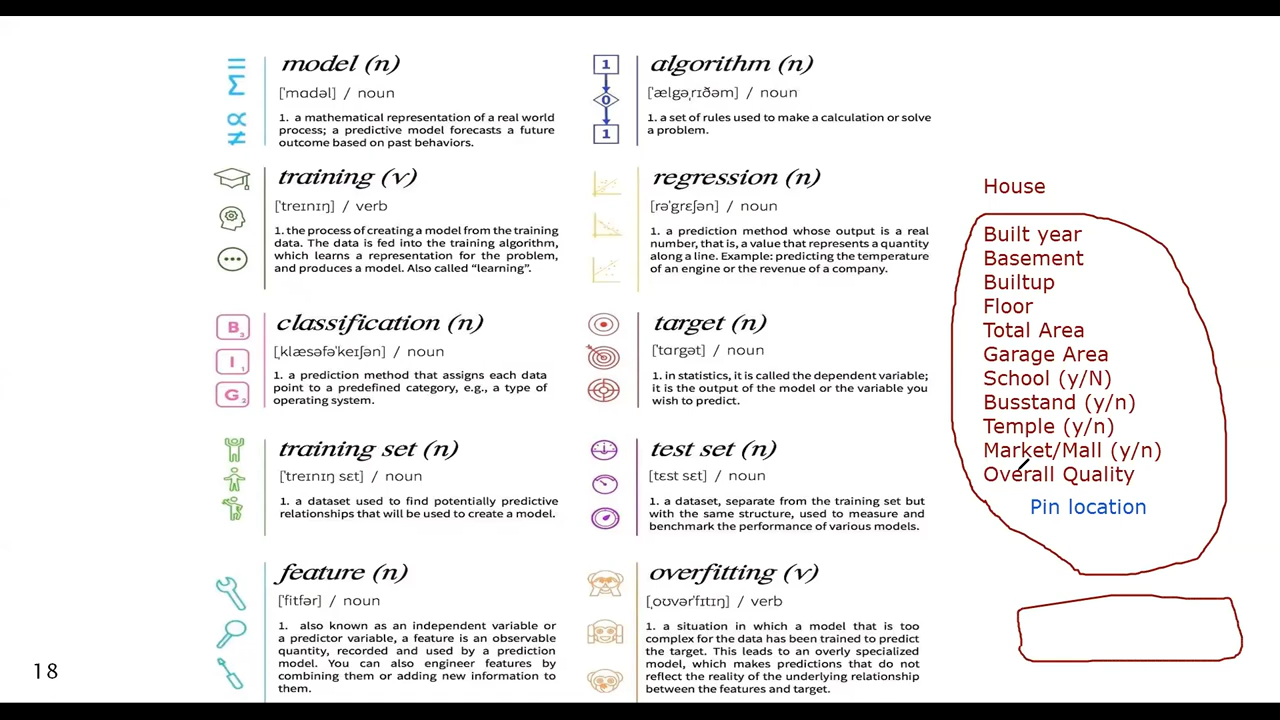 model (n)
['mɑdəl] / noun
1. a mathematical representation of a real world
process; a predictive model forecasts a future
outcome based on past behaviors.
algorithm (n)
['ælgəˌrɪðəm] / noun
1. a set of rules used to make a calculation or solve
a problem.
training (v)
['treɪnɪŋ] / verb
1. the process of creating a model from the training
data. The data is fed into the training algorithm,
which learns a representation for the problem,
and produces a model. Also called “learning”.
regression (n)
[rə'grɛʃən] / noun
1. a prediction method whose output is a real
number, that is, a value that represents a quantity
along a line. Example: predicting the temperature
of an engine or the revenue of a company.
classification (n)
[ˌklæsəfə'keɪʃən] / noun
1. a prediction method that assigns each data
point to a predefined category, e.g., a type of
operating system.
target (n)
['tɑrgət] / noun
1. in statistics, it is called the dependent variable;
it is the output of the model or the variable you
wish to predict.
training set (n)
['treɪnɪŋ sɛt] / noun
1. a dataset used to find potentially predictive
relationships that will be used to create a model.
test set (n)
[tɛst sɛt] / noun
1. a dataset, separate from the training set but
with the same structure, used to measure and
benchmark the performance of various models.
feature (n)
['fitʃər] / noun
1. also known as an independent variable or
a predictor variable, a feature is an observable
quantity, recorded and used by a prediction
model. You can also engineer features by
combining them or adding new information to
them.
overfitting (v)
[ˌoʊvər'fɪtɪŋ] / verb
1. a situation in which a model that is too
complex for the data has been trained to predict
the target. This leads to an overly specialized
model, which makes predictions that do not
reflect the reality of the underlying relationship
between the features and target.
House
Built year
Basement
Builtup
Floor
Total Area
Garage Area
School (y/N)
Busstand (y/n)
Temple (y/n)
Market/Mall (y/n)
Overall Quality
Pin location
1
0
1
B3
I1
G2
18